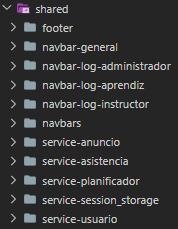 shared
footer
navbar-general
navbar-log-administrador
navbar-log-aprendiz
navbar-log-instructor
navbars
service-anuncio
service-asistencia
service-planificador
service-session_storage
service-usuario